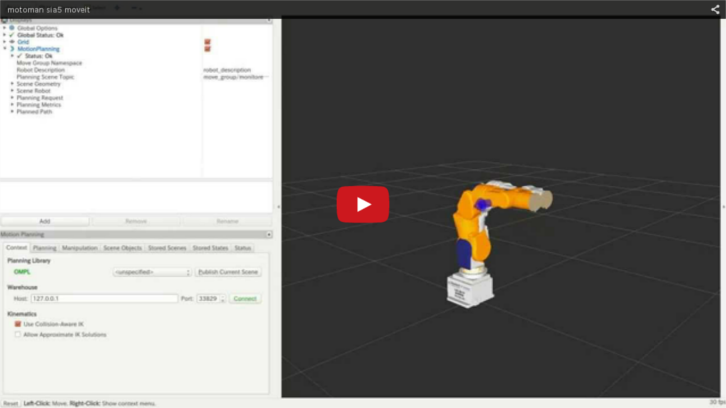 motoman sia5 moveit
Global Options
Global Status: Ok
Grid
MotionPlanning
Status: Ok
Move Group Namespace
Robot Description robot_description
Planning Scene Topic move_group/monitore...
Scene Geometry
Scene Robot
Planning Request
Planning Metrics
Planned Path
Add Remove Rename
Motion Planning
Context Planning Manipulation Scene Objects Stored Scenes Stored States Status
Planning Library
OMPL <unspecified> Publish Current Scene
Warehouse
Host: 127.0.0.1 Port: 33829 Connect
Kinematics
Use Collision-Aware IK
Allow Approximate IK Solutions
Reset Left-Click: Move. Right-Click: Show context menu.
30 fps